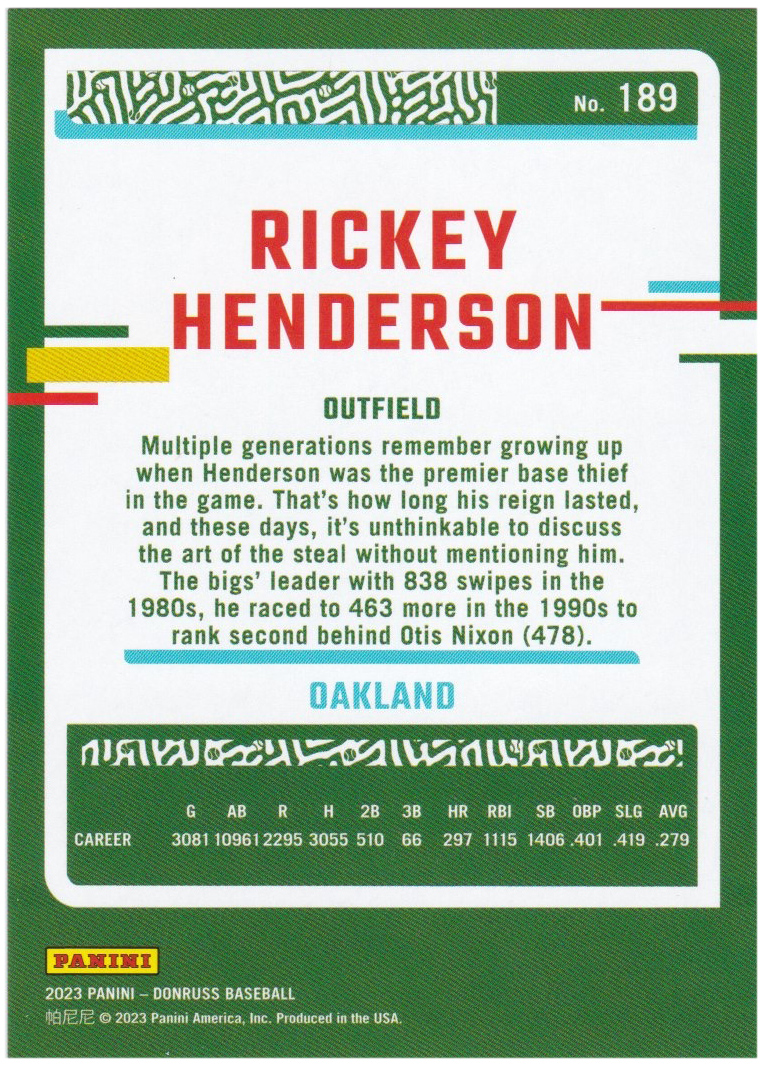 No. 189
RICKEY
HENDERSON
OUTFIELD
Multiple generations remember growing up
when Henderson was the premier base thief
in the game. That's how long his reign lasted,
and these days, it's unthinkable to discuss
the art of the steal without mentioning him.
The bigs' leader with 838 swipes in the
1980s, he raced to 463 more in the 1990s to
rank second behind Otis Nixon (478).
OAKLAND
G AB R H 2B 3B HR RBI SB OBP SLG AVG
CAREER 3081 10961 2295 3055 510 66 297 1115 1406 .401 .419 .279
PANINI
2023 PANINI – DONRUSS BASEBALL
帕尼尼 © 2023 Panini America, Inc. Produced in the USA.